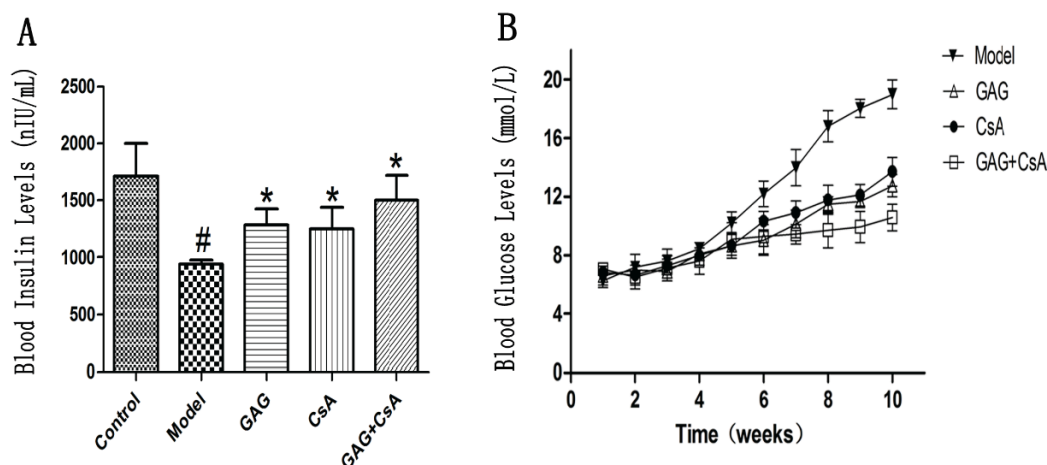 A
Blood Insulin Levels (nIU/mL)
2500
2000
1500
1000
500
0
#
*
*
*
Control
Model
GAG
CsA
GAG+CsA
B
Blood Glucose Levels (mmol/L)
20
16
12
8
4
0
0 2 4 6 8 10
Time (weeks)
Model
GAG
CsA
GAG+CsA